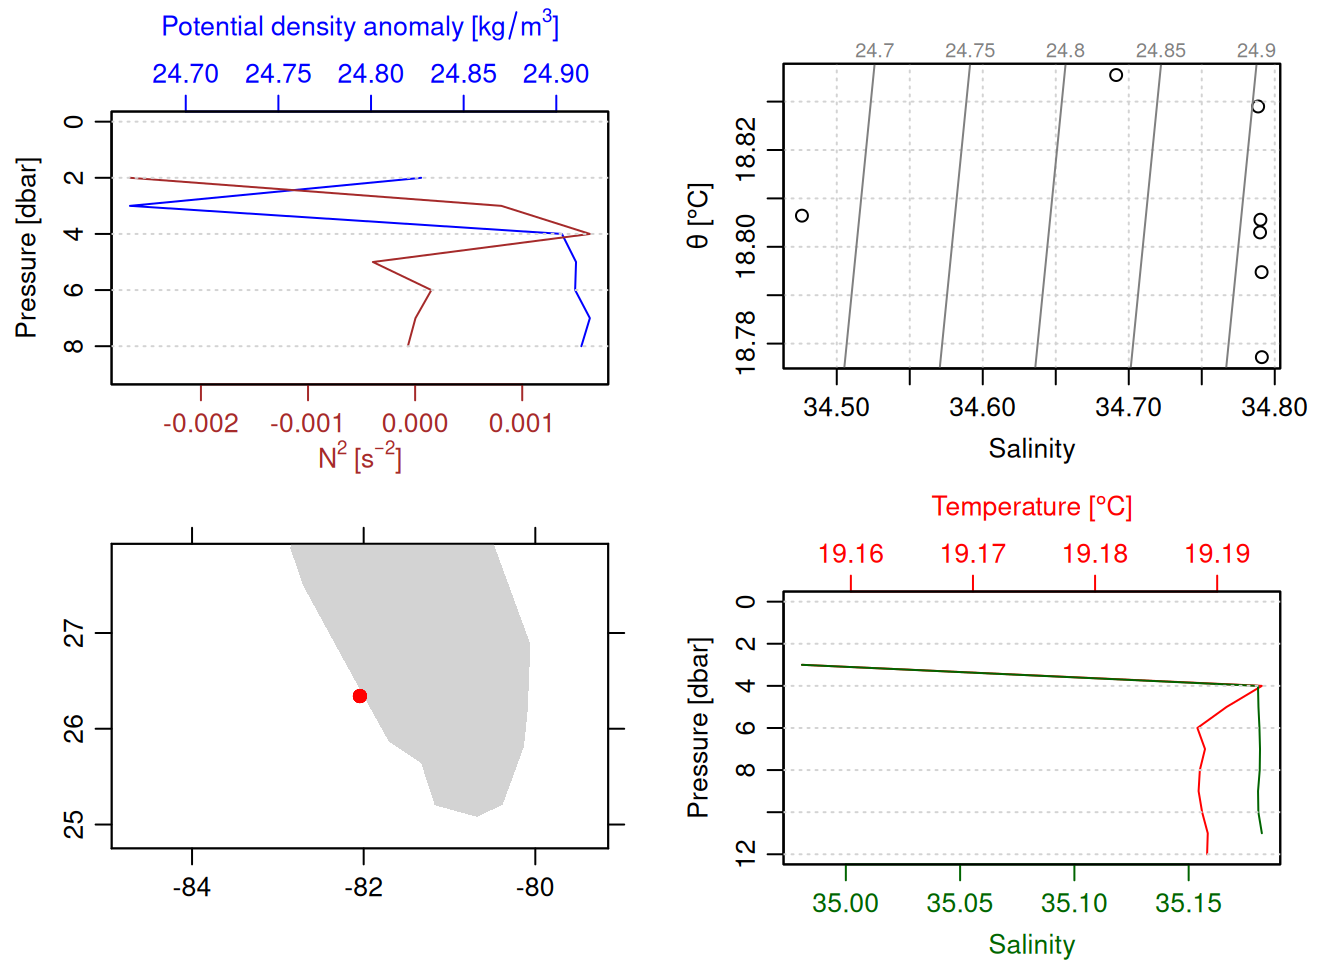 Potential density anomaly [kg/m³]
24.70 24.75 24.80 24.85 24.90
0
2
4
6
8
Pressure [dbar]
-0.002 -0.001 0.000 0.001
N² [s⁻²]
24.7 24.75 24.8 24.85 24.9
18.82
18.80
18.78
θ [°C]
34.50 34.60 34.70 34.80
Salinity
27
26
25
-84 -82 -80
Temperature [°C]
19.16 19.17 19.18 19.19
0
2
4
6
8
12
Pressure [dbar]
35.00 35.05 35.10 35.15
Salinity